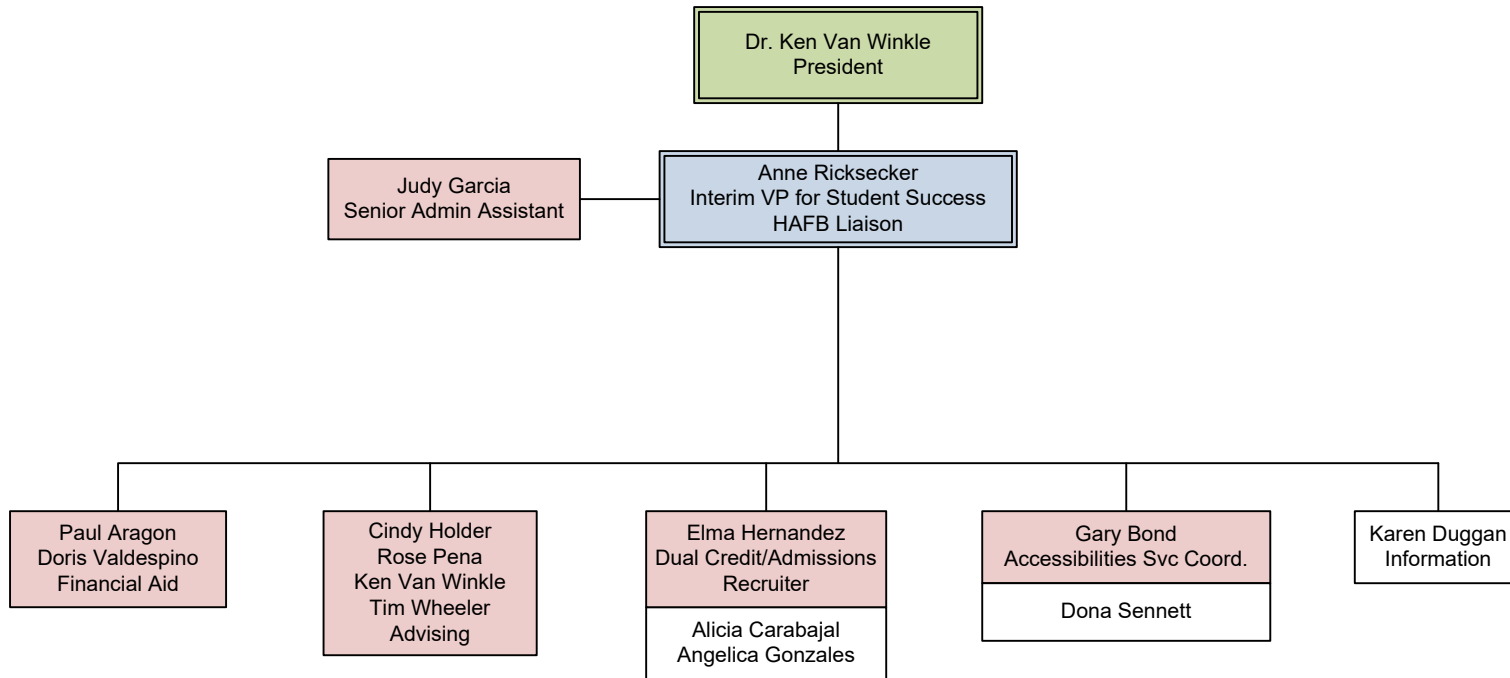 Dr. Ken Van Winkle
President
Judy Garcia
Senior Admin Assistant
Anne Ricksecker
Interim VP for Student Success
HAFB Liaison
Paul Aragon
Doris Valdespino
Financial Aid
Cindy Holder
Rose Pena
Ken Van Winkle
Tim Wheeler
Advising
Elma Hernandez
Dual Credit/Admissions
Recruiter
Alicia Carabajal
Angelica Gonzales
Gary Bond
Accessibilities Svc Coord.
Dona Sennett
Karen Duggan
Information